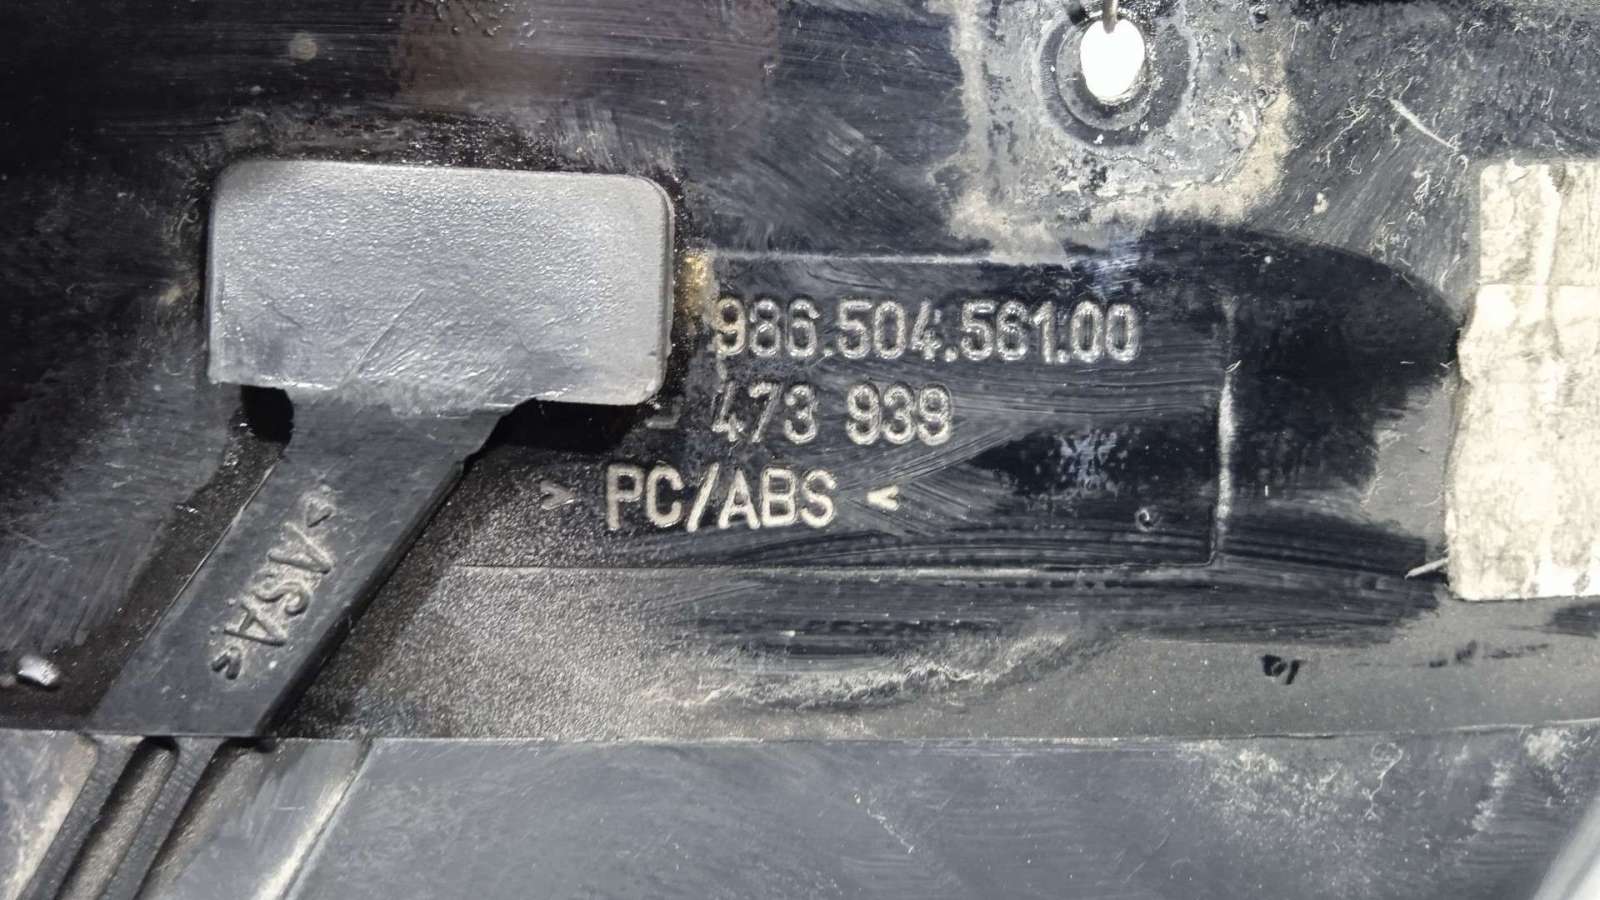 986.504.561.00
473 939
> PC/ABS <
>ASA<